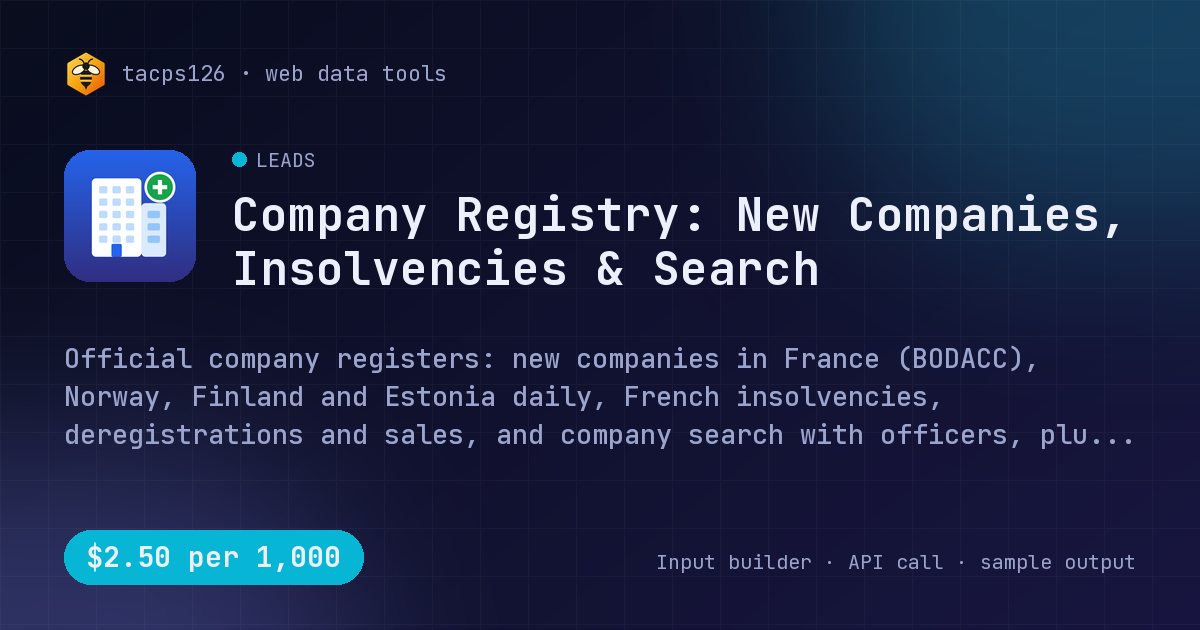 tacps126 · web data tools
LEADS
Company Registry: New Companies,
Insolvencies & Search
Official company registers: new companies in France (BODACC),
Norway, Finland and Estonia daily, French insolvencies,
deregistrations and sales, and company search with officers, plu...
$2.50 per 1,000
Input builder · API call · sample output